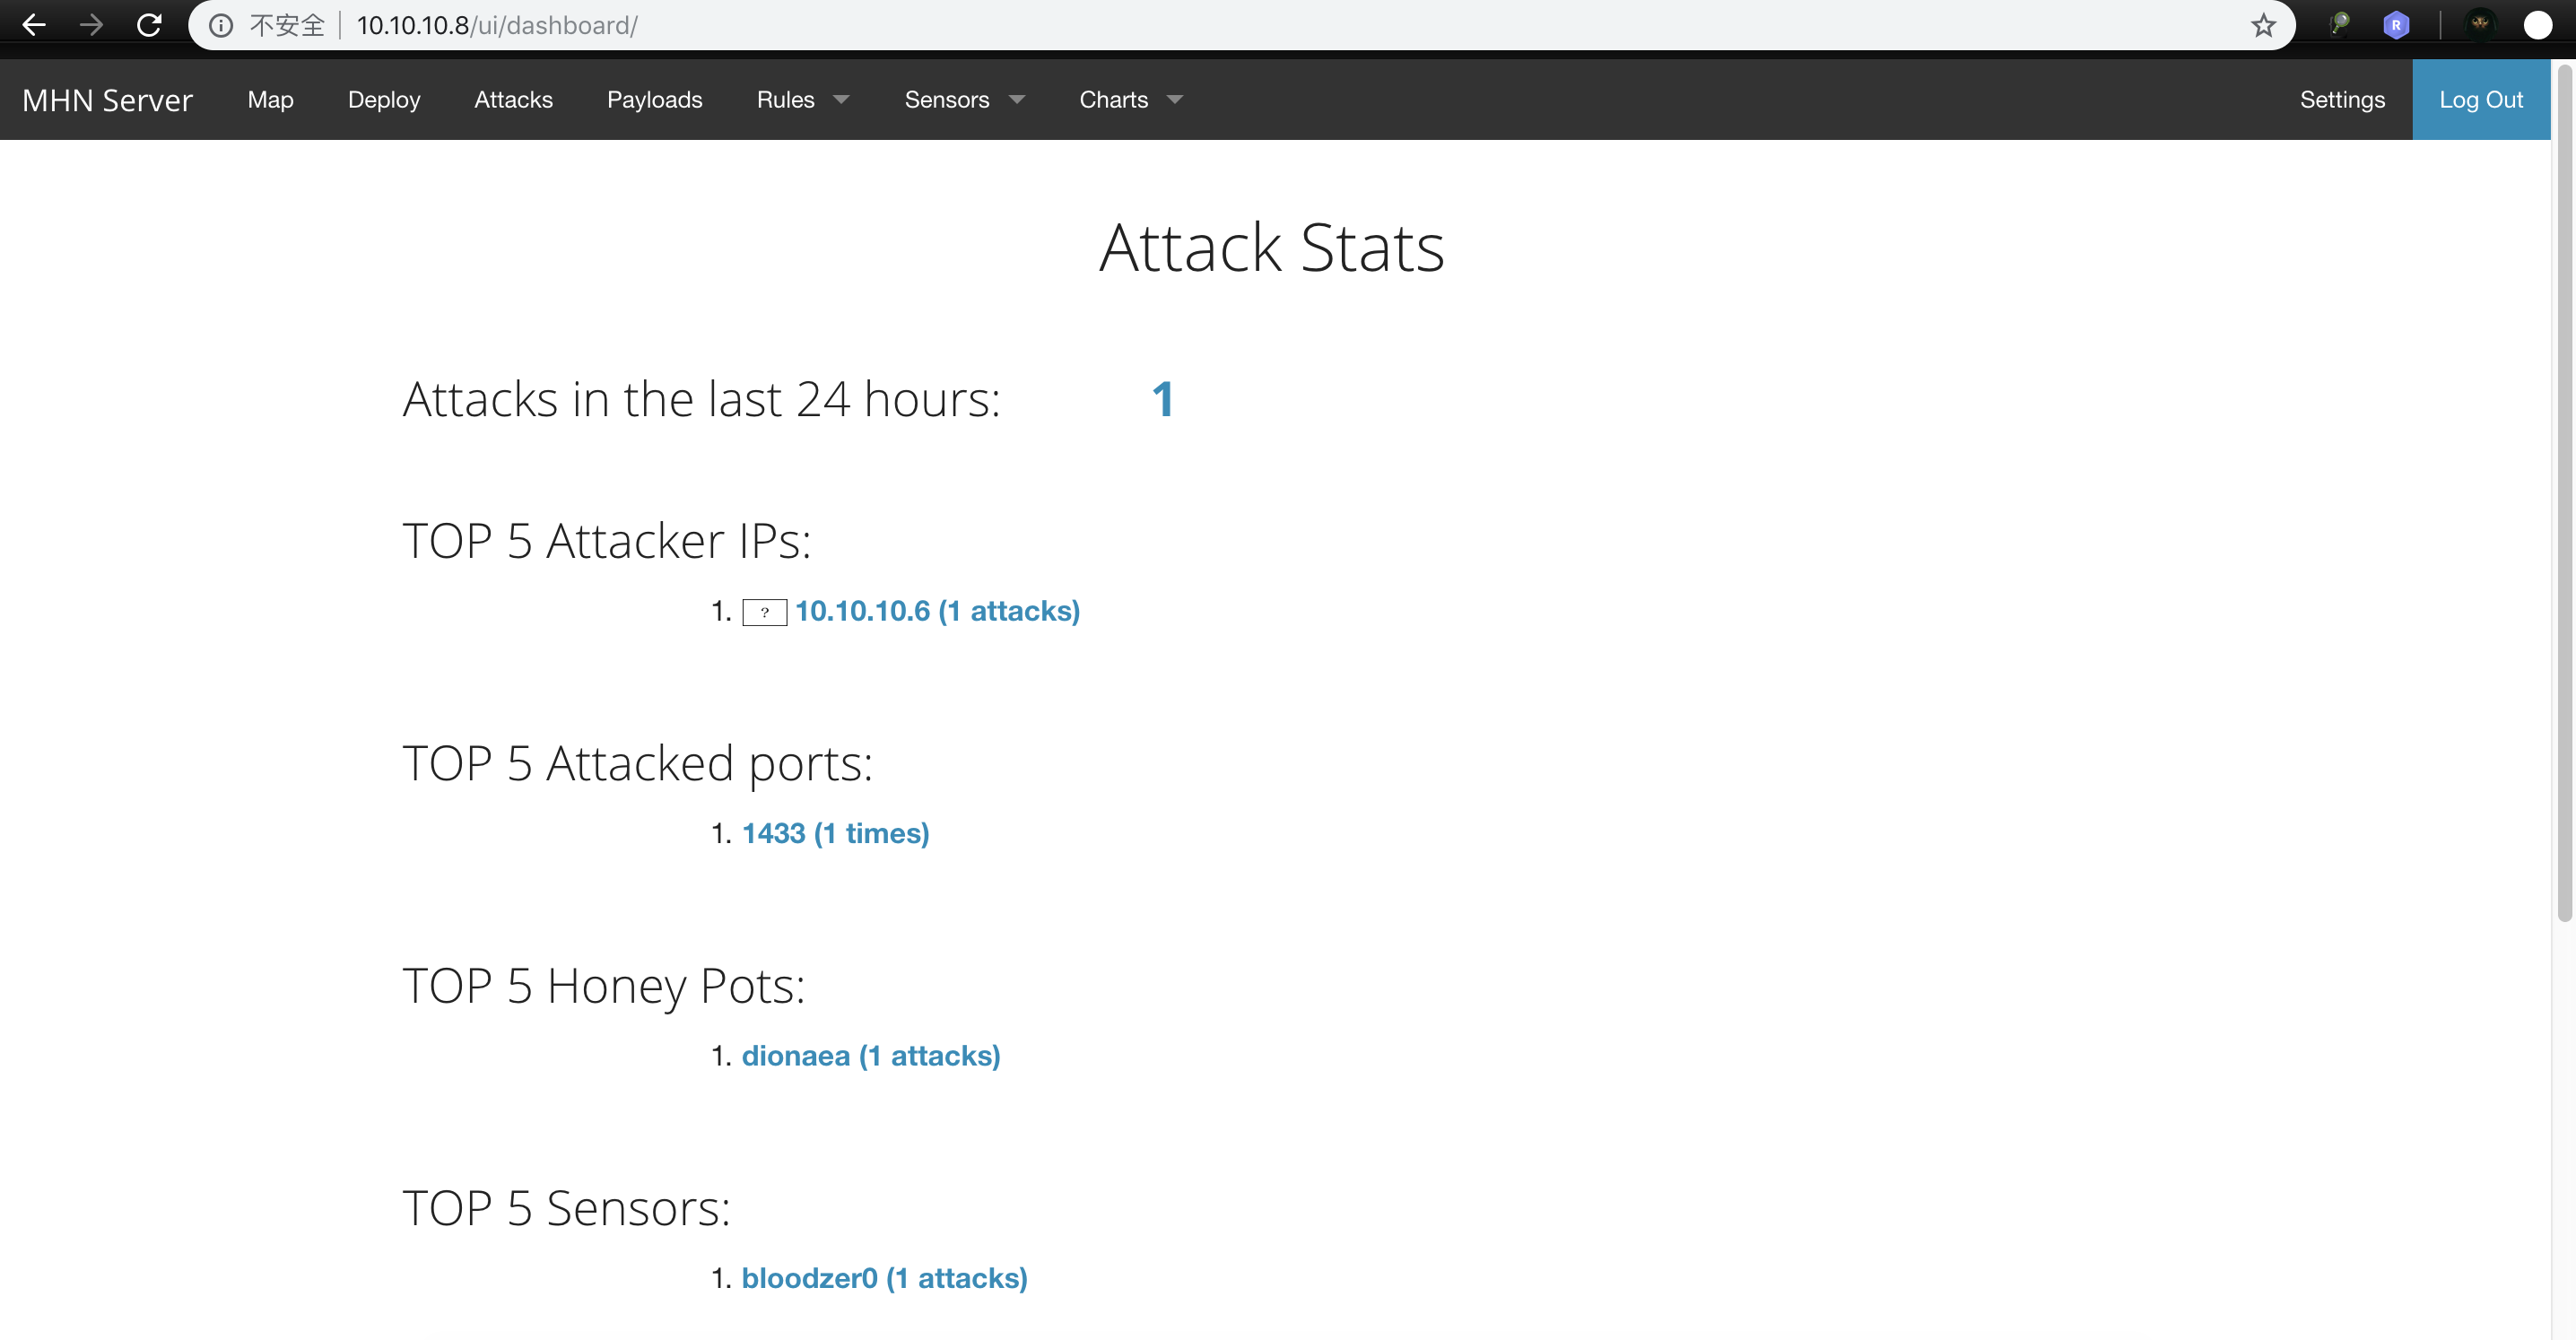 不安全 10.10.10.8/ui/dashboard/
MHN Server Map Deploy Attacks Payloads Rules Sensors Charts Settings Log Out
Attack Stats
Attacks in the last 24 hours: 1
TOP 5 Attacker IPs:
1. ? 10.10.10.6 (1 attacks)
TOP 5 Attacked ports:
1. 1433 (1 times)
TOP 5 Honey Pots:
1. dionaea (1 attacks)
TOP 5 Sensors:
1. bloodzer0 (1 attacks)